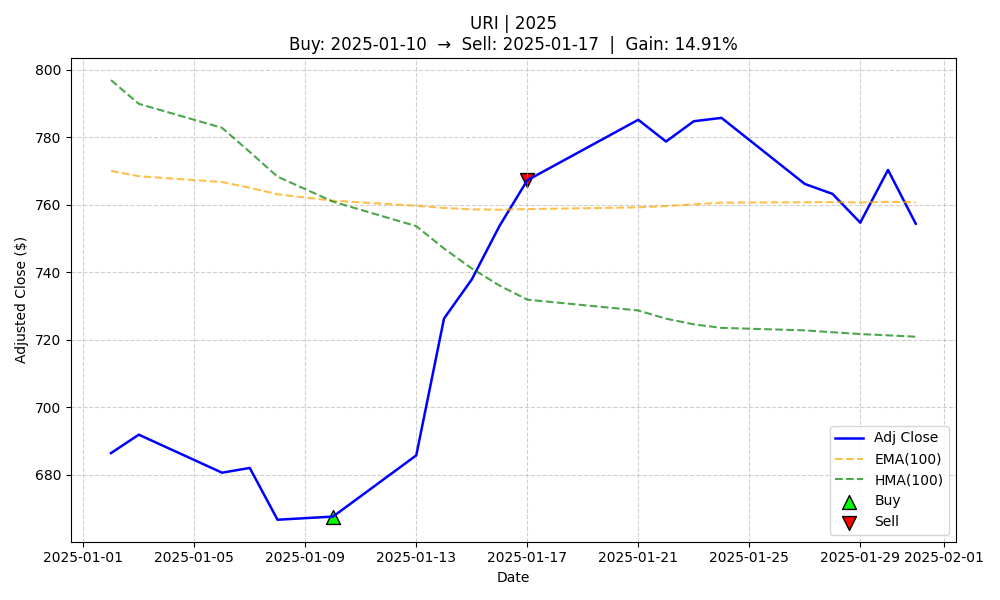 URI | 2025
Buy: 2025-01-10 → Sell: 2025-01-17 | Gain: 14.91%
Adjusted Close ($)
800
780
760
740
720
700
680
2025-01-01 2025-01-05 2025-01-09 2025-01-13 2025-01-17 2025-01-21 2025-01-25 2025-01-29 2025-02-01
Date
Adj Close
EMA(100)
HMA(100)
Buy
Sell